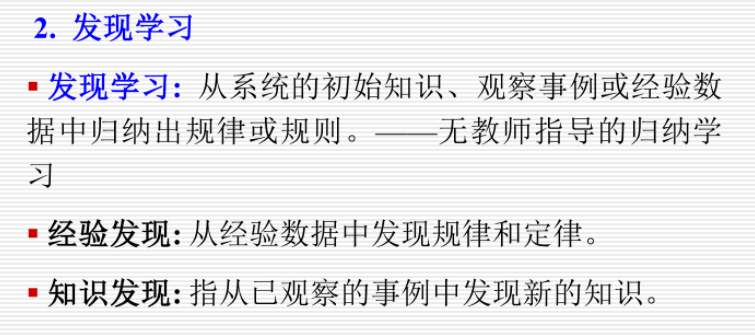 2. 发现学习
▪ 发现学习: 从系统的初始知识、观察事例或经验数
据中归纳出规律或规则。——无教师指导的归纳学
习
▪ 经验发现: 从经验数据中发现规律和定律。
▪ 知识发现: 指从已观察的事例中发现新的知识。